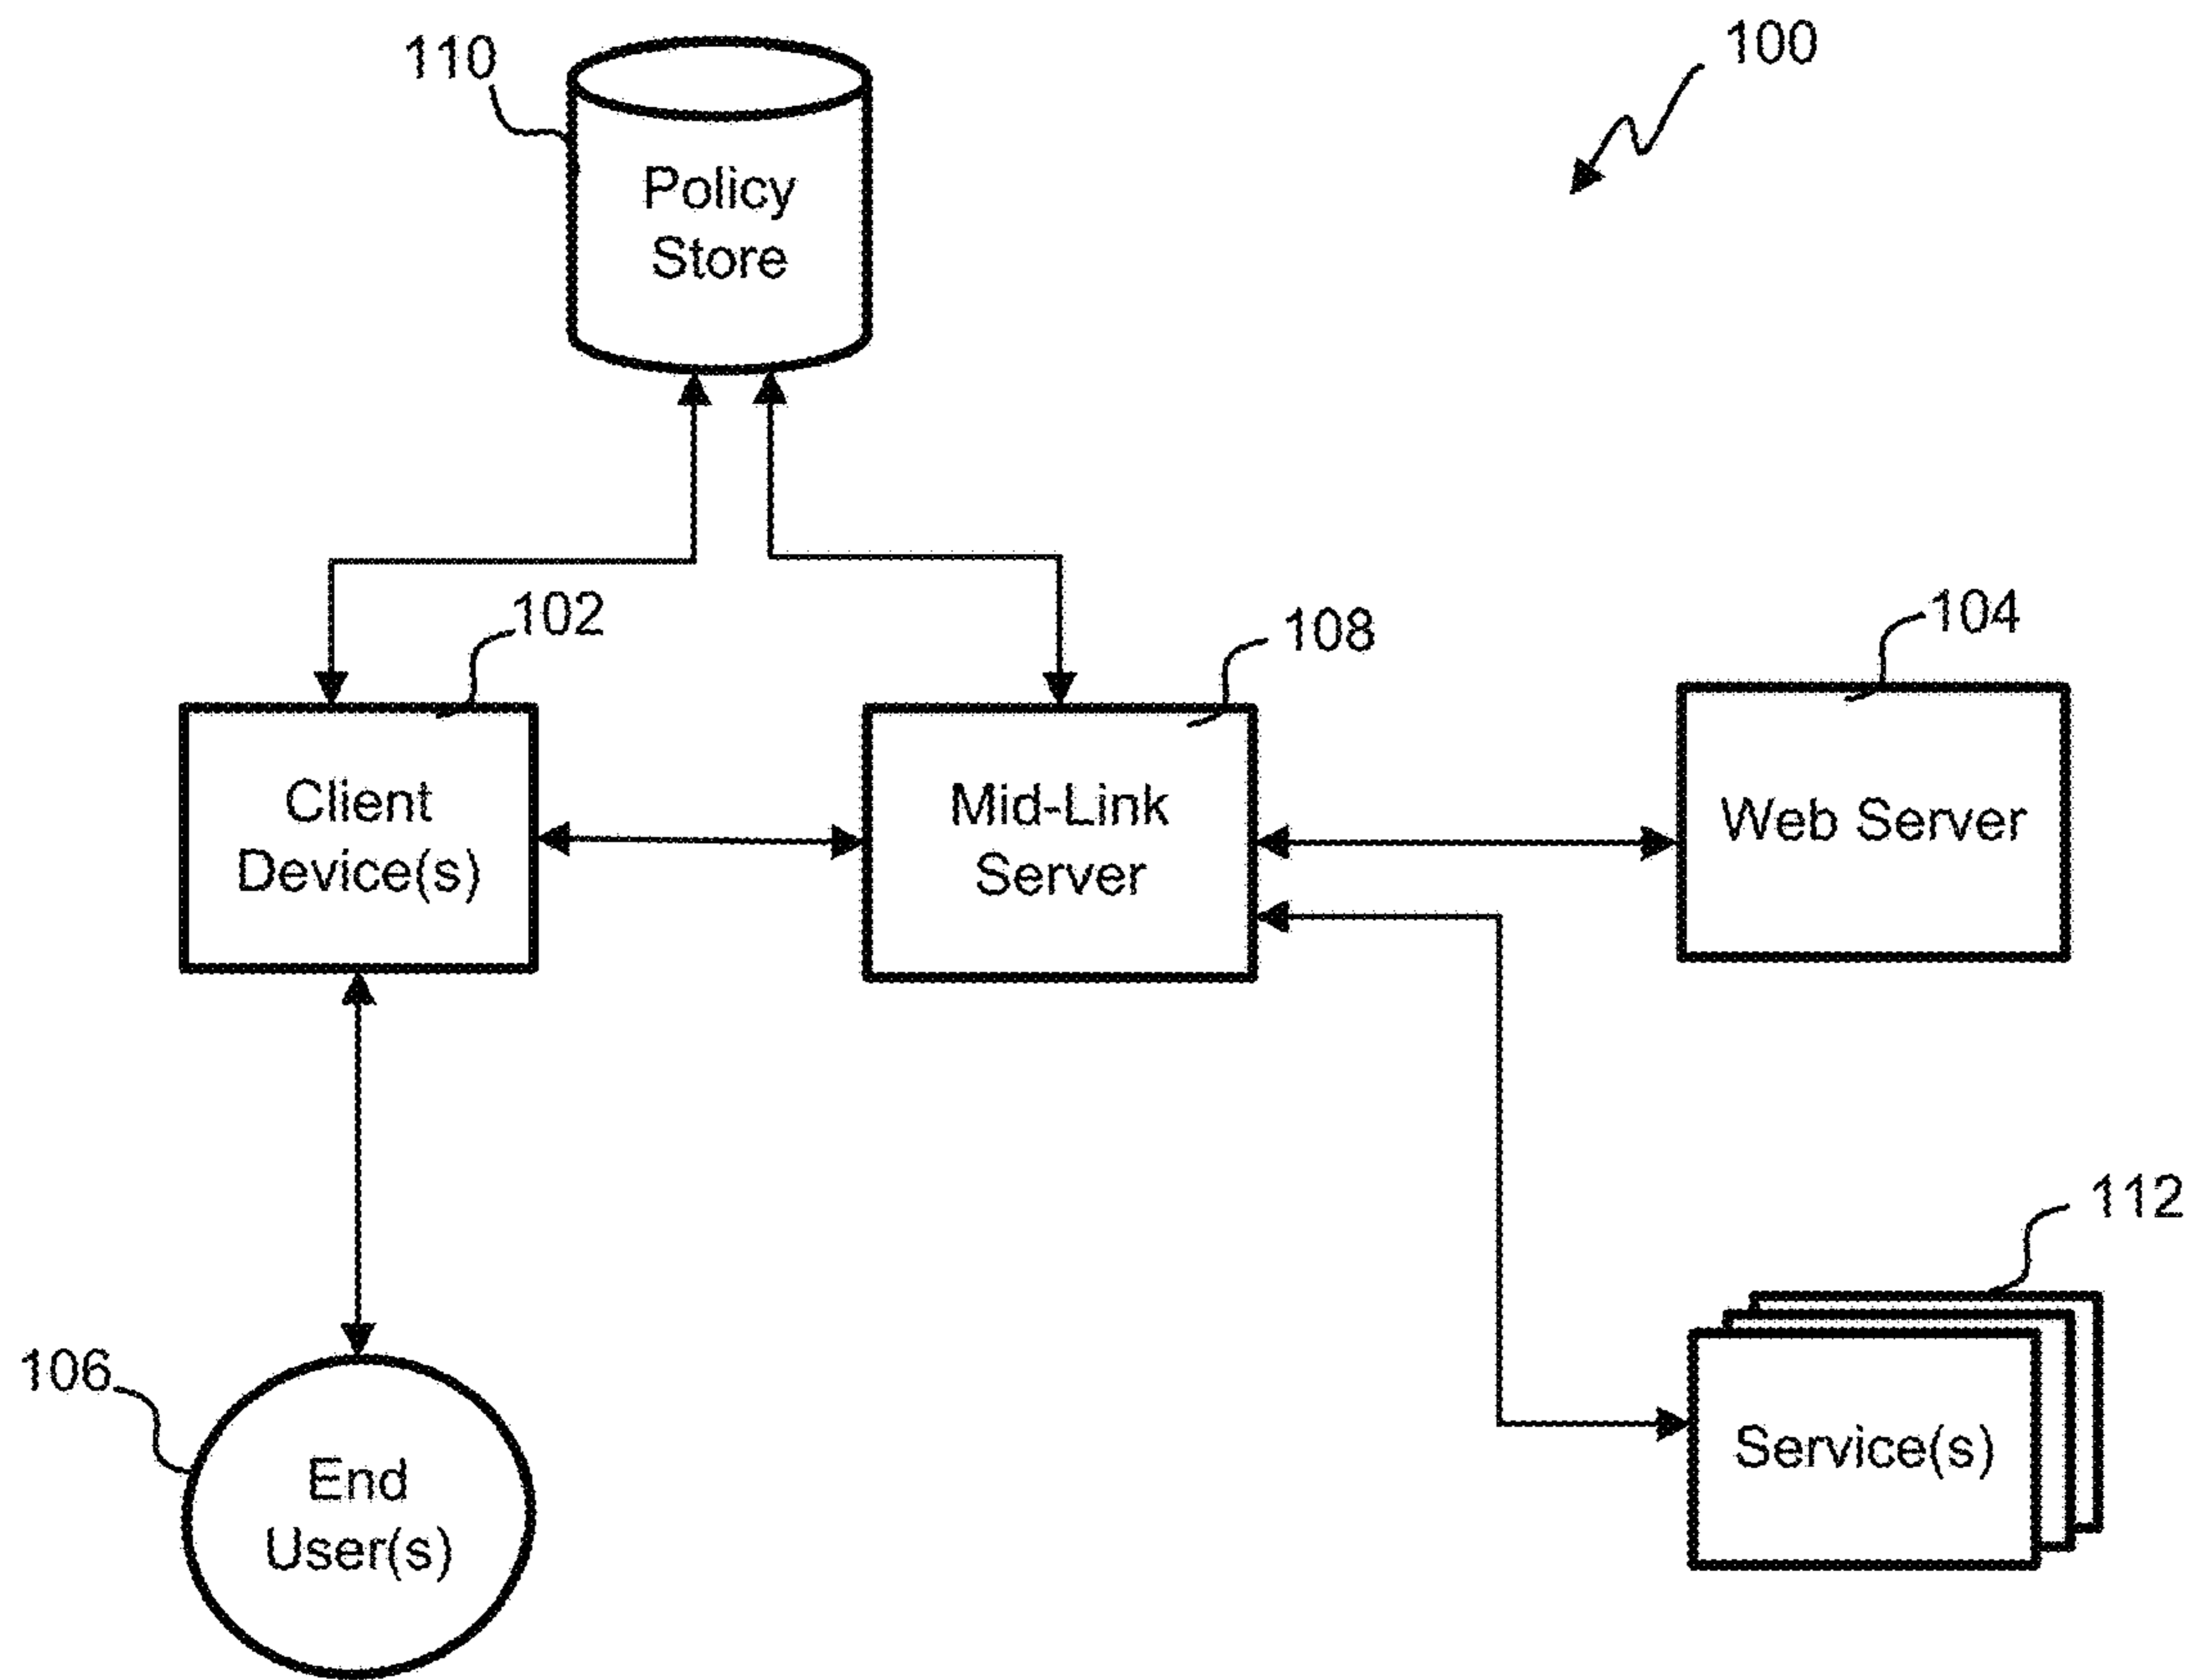 110
100
Policy
Store
102
108
104
Client
Device(s)
Mid-Link
Server
Web Server
112
106
End
User(s)
Service(s)